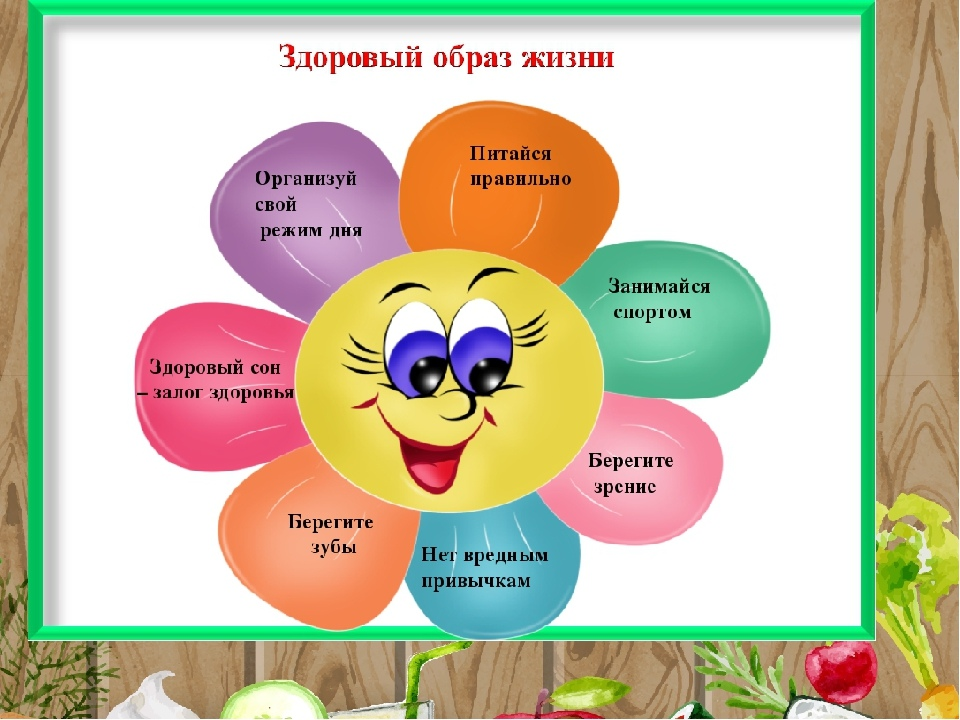 Здоровый образ жизни
Питайся
правильно
Организуй
свой
режим дня
Занимайся
спортом
Здоровый сон
– залог здоровья
Берегите
зрение
Берегите
зубы
Нет вредным
привычкам